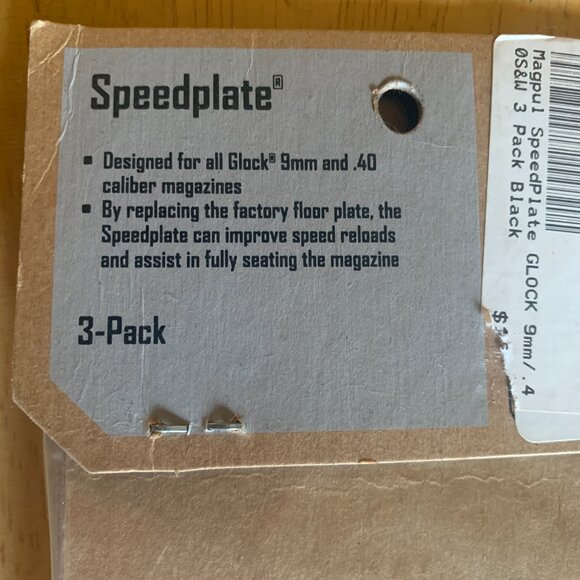 Speedplate®
▪ Designed for all Glock® 9mm and .40
caliber magazines
▪ By replacing the factory floor plate, the
Speedplate can improve speed reloads
and assist in fully seating the magazine
3-Pack
Magpul SpeedPlate GLOCK 9mm/.4
0S&W 3 Pack Black